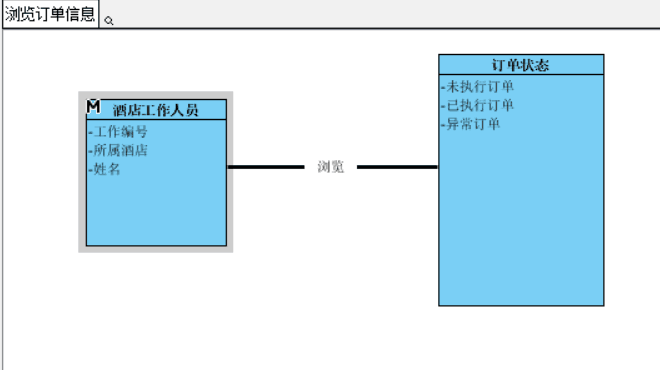 浏览订单信息
订单状态
-未执行订单
-已执行订单
-异常订单
M 酒店工作人员
-工作编号
-所属酒店
-姓名
浏览